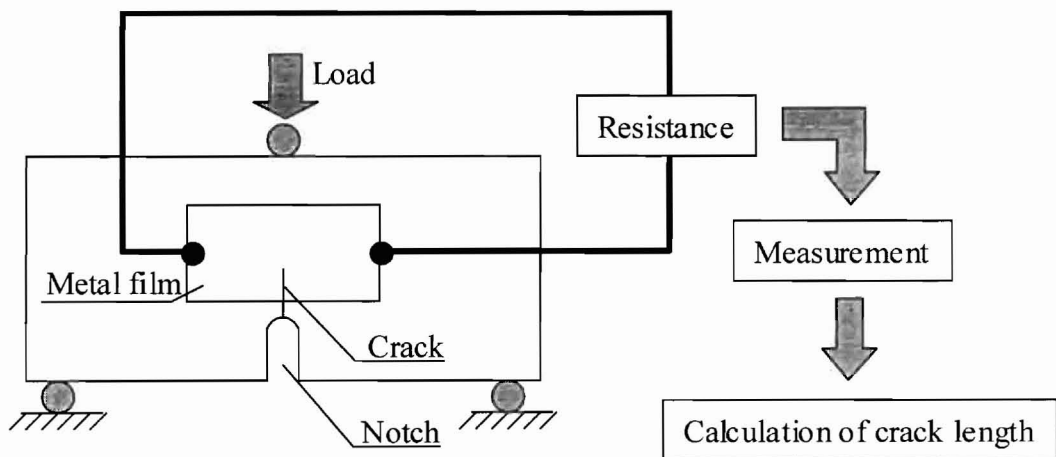 Load
Resistance
Measurement
Metal film
Crack
Notch
Calculation of crack length